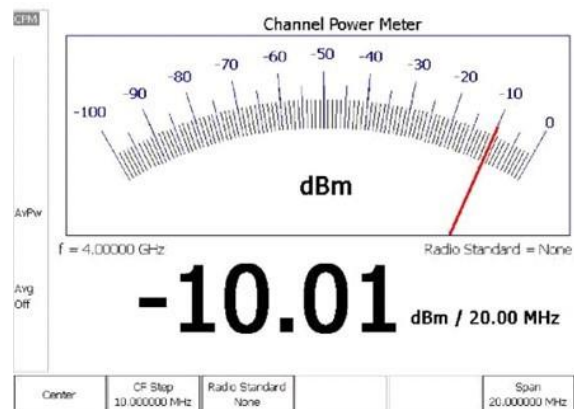 CPM
Channel Power Meter
-100 -90 -80 -70 -60 -50 -40 -30 -20 -10 0
dBm
AvPw
f = 4.00000 GHz
Radio Standard = None
Avg
Off
-10.01 dBm / 20.00 MHz
Center
CF Step
10.000000 MHz
Radio Standard
None
Span
20.000000 MHz